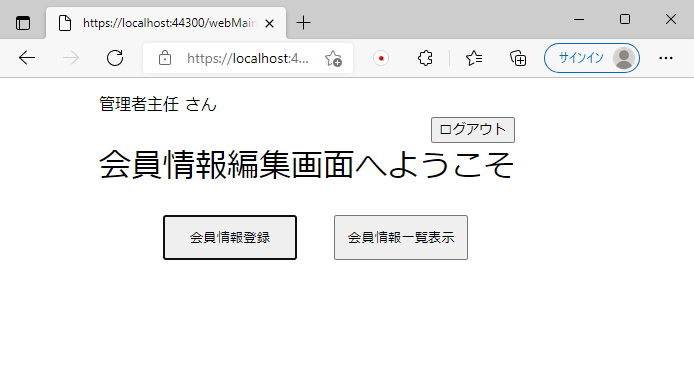 https://localhost:44300/webMain
https://localhost:4...
サインイン
管理者主任 さん
ログアウト
会員情報編集画面へようこそ
会員情報登録
会員情報一覧表示